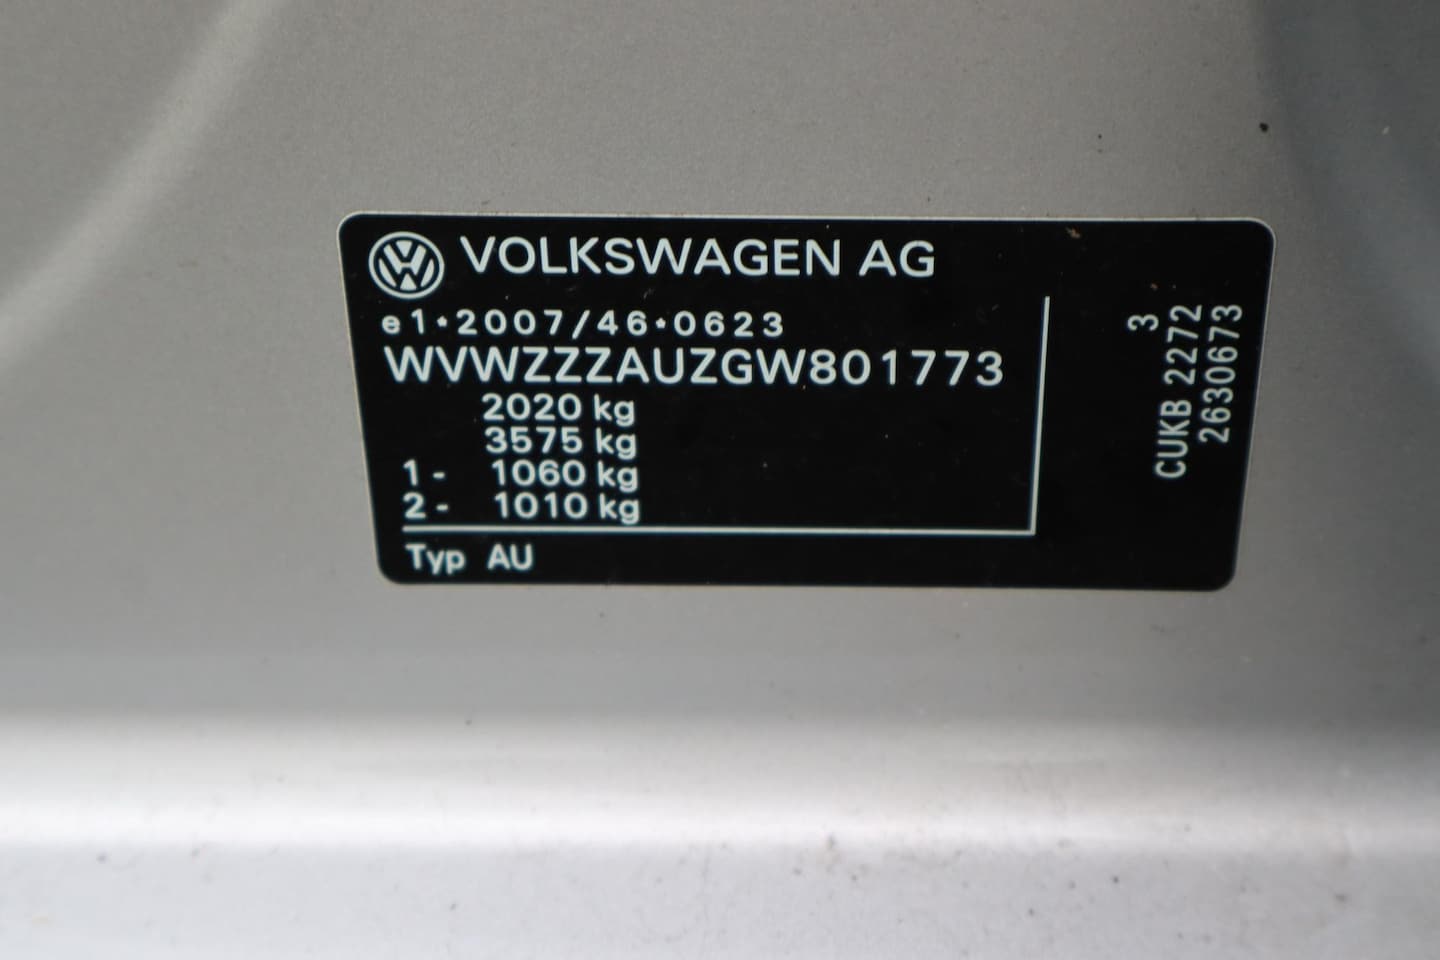 VOLKSWAGEN AG
e1*2007/46*0623
WVWZZZAUZGW801773
2020 kg
3575 kg
1- 1060 kg
2- 1010 kg
Typ AU
3
CUKB 2272
2630673